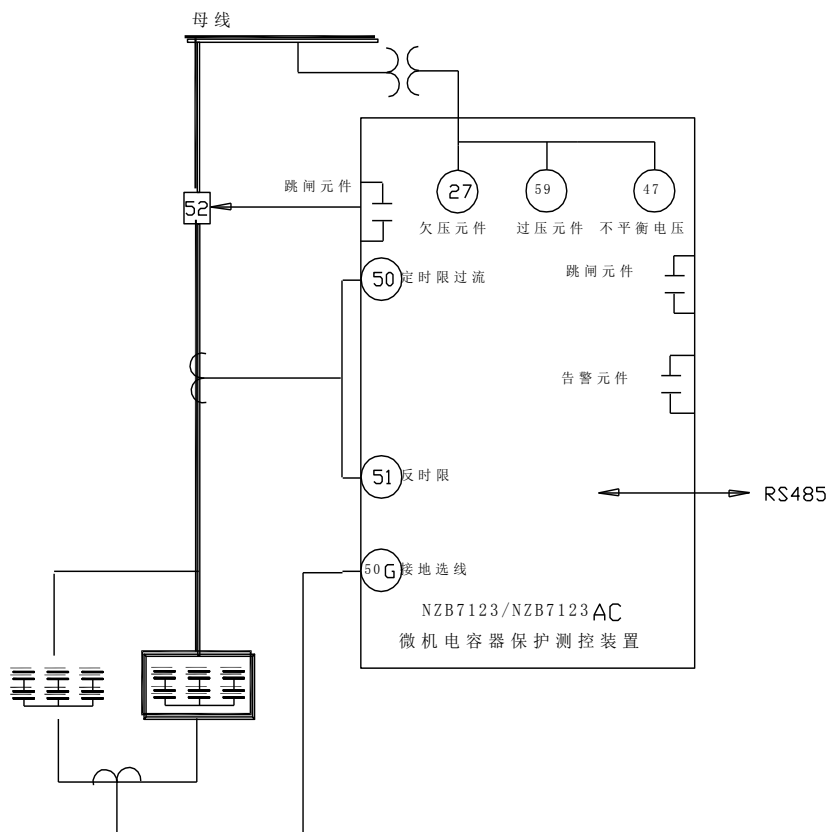 母线
跳闸元件
52
27
59
47
欠压元件
过压元件
不平衡电压
50
定时限过流
跳闸元件
告警元件
51
反时限
RS485
50G
接地选线
NZB7123/NZB7123AC
微机电容器保护测控装置